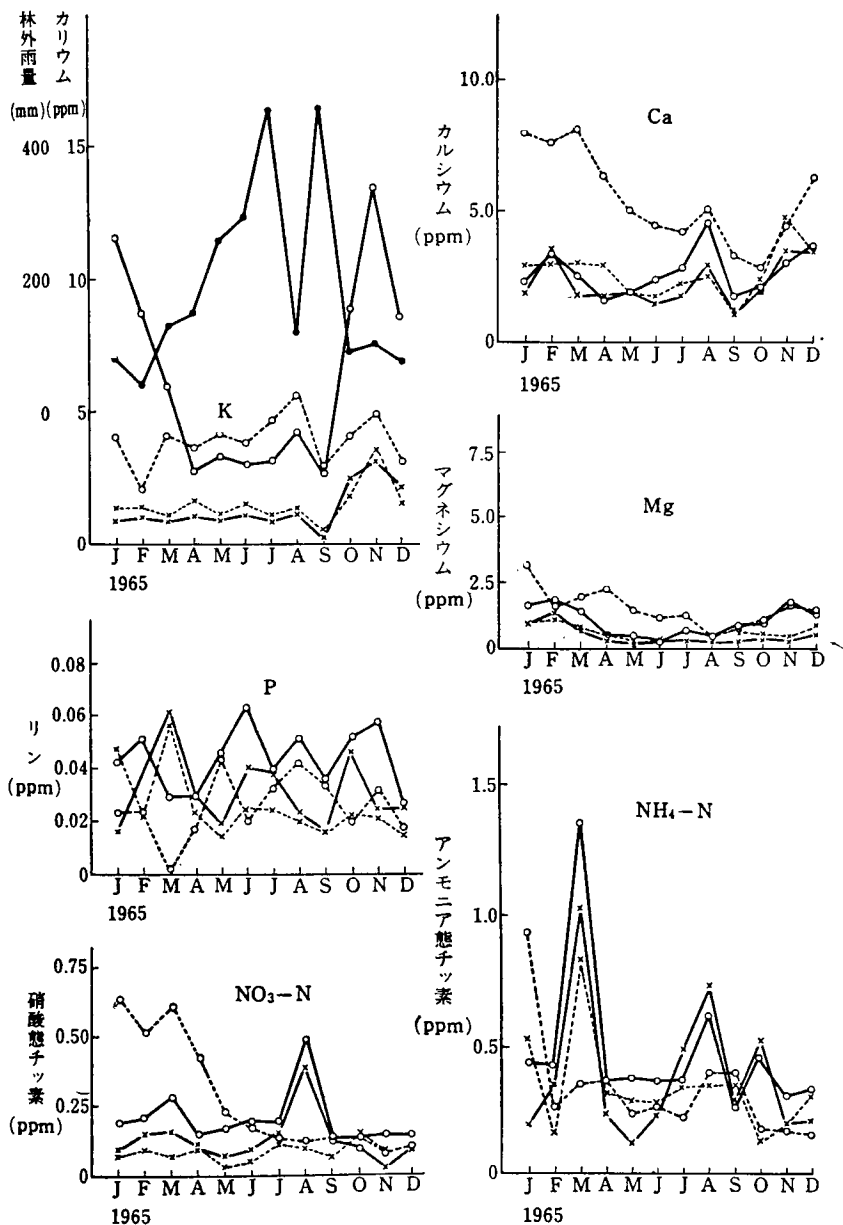 林外雨量
(mm)
カリウム
(ppm)
400
200
0
15
10
5
0
K
J F M A M J J A S O N D
1965
カルシウム
(ppm)
10.0
5.0
0
Ca
J F M A M J J A S O N D
1965
マグネシウム
(ppm)
7.5
5.0
2.5
0
Mg
J F M A M J J A S O N D
1965
リン
(ppm)
0.08
0.06
0.04
0.02
0
P
J F M A M J J A S O N D
1965
アンモニア態チッ素
(ppm)
1.5
1.0
0.5
0
NH₄−N
J F M A M J J A S O N D
1965
硝酸態チッ素
(ppm)
0.75
0.50
0.25
0
NO₃−N
J F M A M J J A S O N D
1965